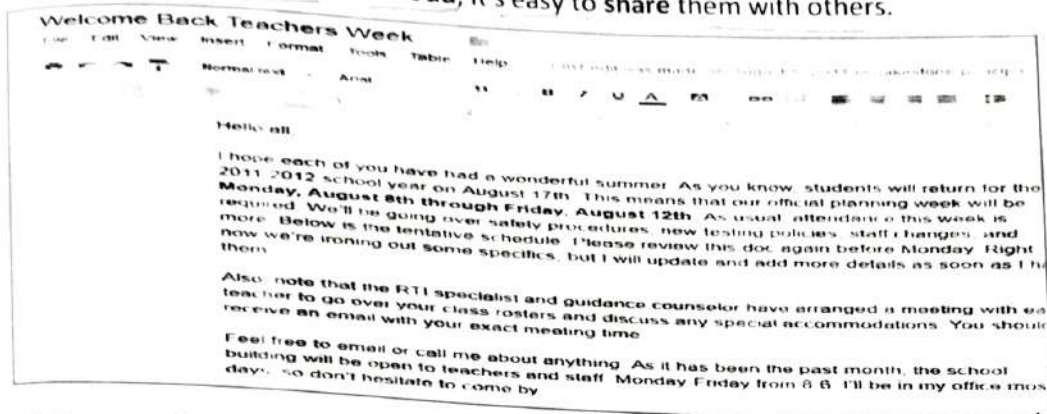 it's easy to share them with others.
Welcome Back Teachers Week
Edit View Insert Format Tools Table Help
Normal text Arial
B I U A
Hello all
I hope each of you have had a wonderful summer. As you know, students will return for the
2011 2012 school year on August 17th. This means that our official planning week will be
Monday, August 8th through Friday, August 12th. As usual, attendance this week is
required. We'll be going over safety procedures, new testing policies, staff changes, and
more. Below is the tentative schedule. Please review this doc again before Monday. Right
now we're ironing out some specifics, but I will update and add more details as soon as I ha
them
Also, note that the RTI specialist and guidance counselor have arranged a meeting with ea
teacher to go over your class rosters and discuss any special accommodations. You should
receive an email with your exact meeting time
Feel free to email or call me about anything. As it has been the past month, the school
building will be open to teachers and staff Monday Friday from 8 6. I'll be in my office mos
days, so don't hesitate to come by